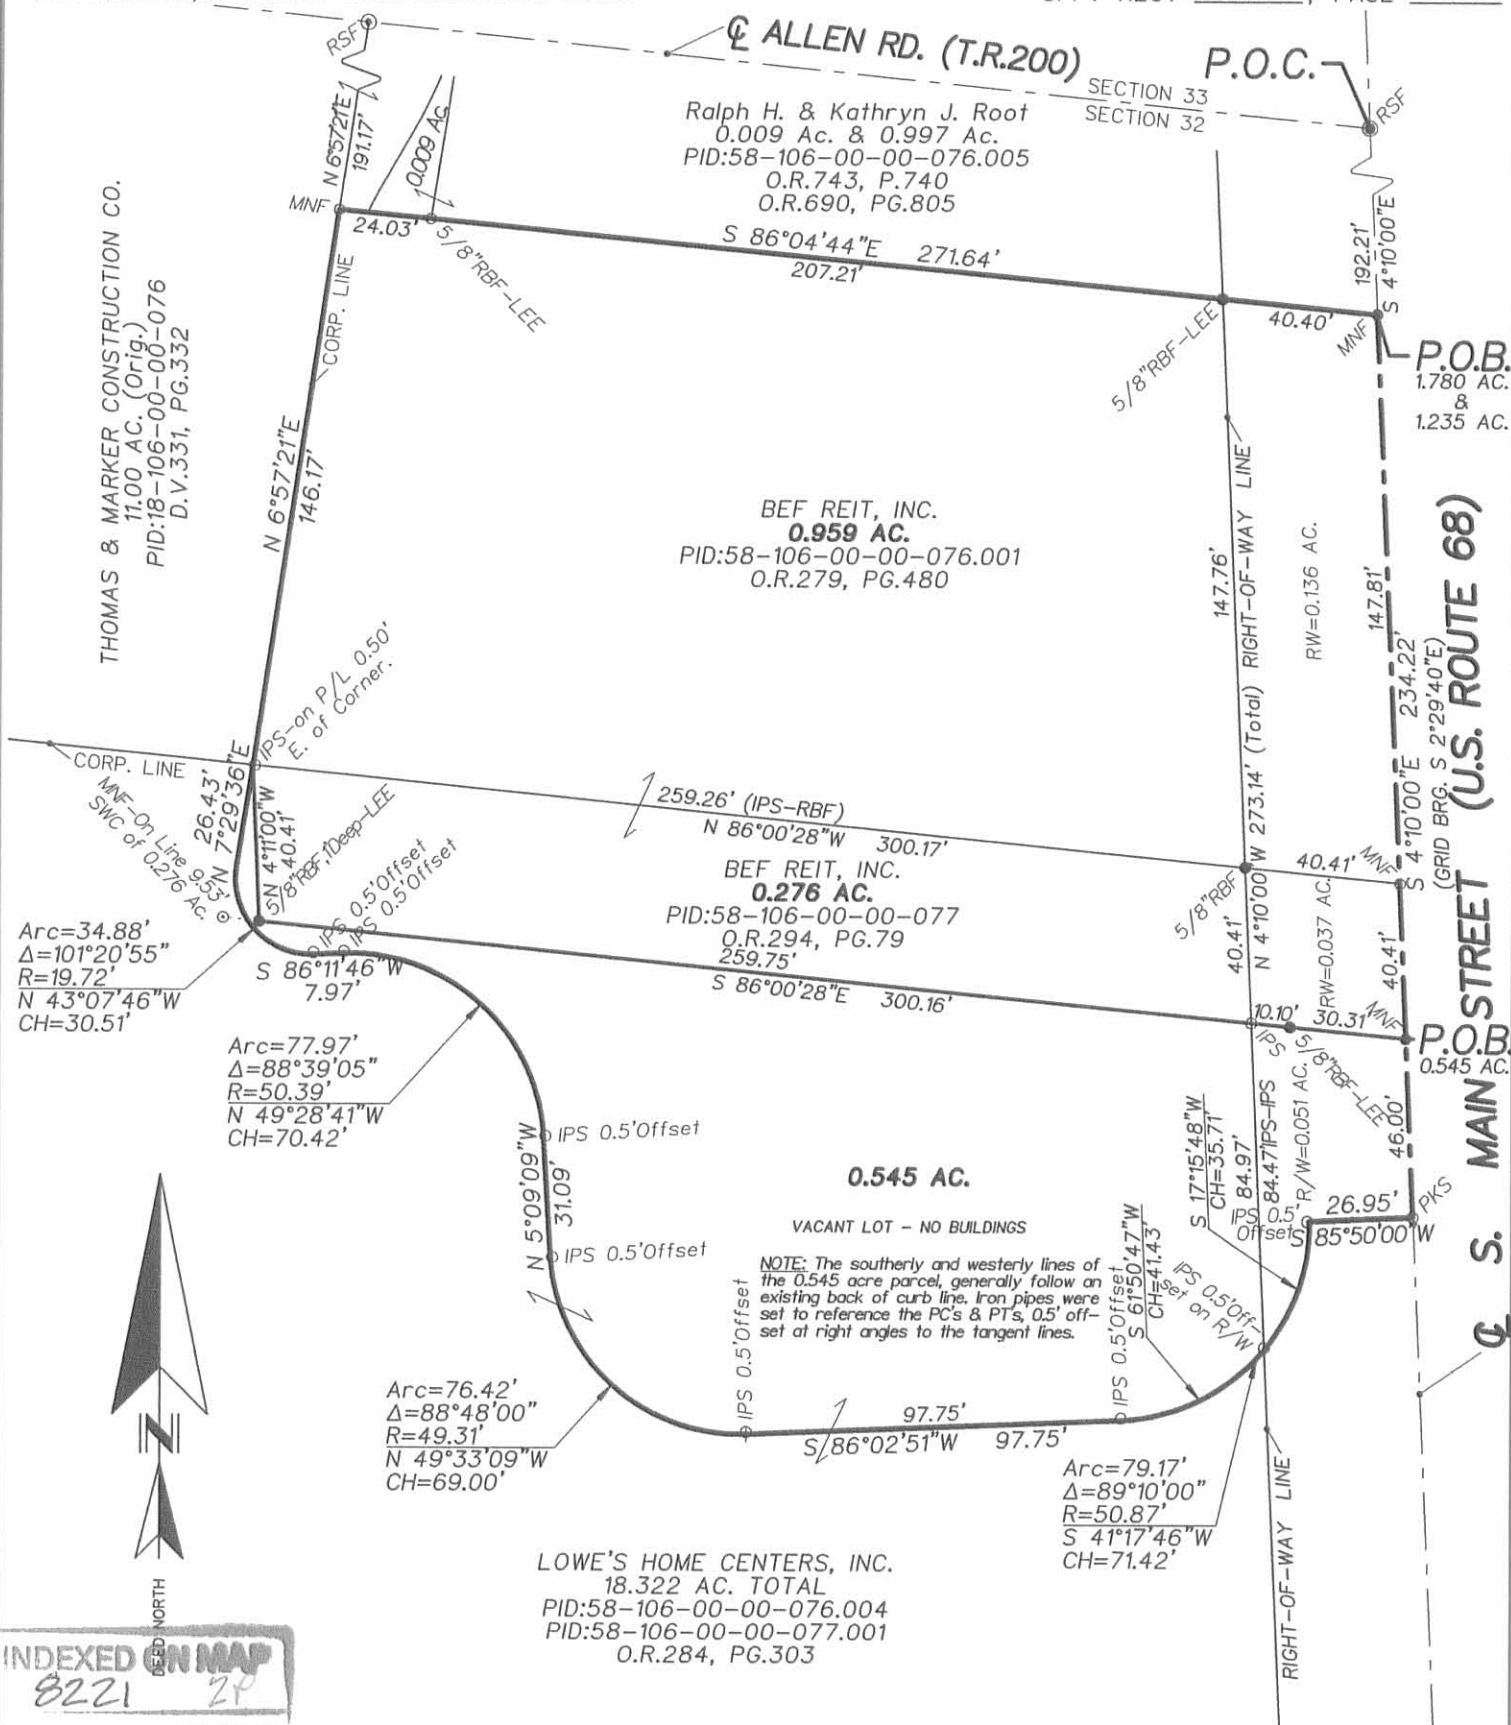 RSF
℄ ALLEN RD. (T.R.200)
P.O.C.
RSF
SECTION 33
SECTION 32
N 6°57'21"E
191.17'
0.009 Ac.
Ralph H. & Kathryn J. Root
0.009 Ac. & 0.997 Ac.
PID:58-106-00-00-076.005
O.R.743, P.740
O.R.690, PG.805
MNF
24.03'
5/8"RBF-LEE
S 86°04'44"E 271.64'
207.21'
192.21'
S 4°10'00"E
40.40'
MNF
5/8"RBF-LEE
P.O.B.
1.780 AC.
&
1.235 AC.
THOMAS & MARKER CONSTRUCTION CO.
11.00 AC. (Orig.)
PID:18-106-00-00-076
D.V.331, PG.332
CORP. LINE
N 6°57'21"E
146.17'
BEF REIT, INC.
0.959 AC.
PID:58-106-00-00-076.001
O.R.279, PG.480
147.76'
RIGHT-OF-WAY LINE
RW=0.136 AC.
147.81'
S 4°10'00"E 234.22'
(GRID BRG. S 2°29'40"E)
℄ S. MAIN STREET (U.S. ROUTE 68)
IPS-on P/L 0.50'
E. of Corner.
CORP. LINE
MNF-On Line 9.53'
SWC of 0.276 Ac.
26.43'
N 7°29'36"E
N 4°11'00"W
40.41'
5/8"RBF,1'Deep-LEE
259.26' (IPS-RBF)
N 86°00'28"W 300.17'
N 4°10'00"W 273.14' (Total)
40.41'
MNF
5/8"RBF
BEF REIT, INC.
0.276 AC.
PID:58-106-00-00-077
O.R.294, PG.79
259.75'
S 86°00'28"E 300.16'
40.41'
RW=0.037 AC.
40.41'
IPS 0.5'Offset
IPS 0.5'Offset
Arc=34.88'
Δ=101°20'55"
R=19.72'
N 43°07'46"W
CH=30.51'
S 86°11'46"W
7.97'
10.10'
30.31'
MNF
IPS
5/8"RBF-LEE
P.O.B.
0.545 AC.
Arc=77.97'
Δ=88°39'05"
R=50.39'
N 49°28'41"W
CH=70.42'
IPS 0.5'Offset
N 5°09'09"W
31.09'
IPS 0.5'Offset
0.545 AC.
VACANT LOT - NO BUILDINGS
NOTE: The southerly and westerly lines of
the 0.545 acre parcel, generally follow an
existing back of curb line. Iron pipes were
set to reference the PC's & PT's, 0.5' off-
set at right angles to the tangent lines.
S 17°15'48"W
CH=35.71'
84.97'
84.47'IPS-IPS
R/W=0.051 AC.
46.00'
26.95'
PKS
S 85°50'00"W
IPS 0.5'
Offset
S 61°50'47"W
CH=41.43'
IPS 0.5'Off-
set on R/W
IPS 0.5'Offset
IPS 0.5'Offset
97.75'
S 86°02'51"W 97.75'
Arc=76.42'
Δ=88°48'00"
R=49.31'
N 49°33'09"W
CH=69.00'
Arc=79.17'
Δ=89°10'00"
R=50.87'
S 41°17'46"W
CH=71.42'
RIGHT-OF-WAY LINE
LOWE'S HOME CENTERS, INC.
18.322 AC. TOTAL
PID:58-106-00-00-076.004
PID:58-106-00-00-077.001
O.R.284, PG.303
N
DEED NORTH
INDEXED ON MAP
8221 2P